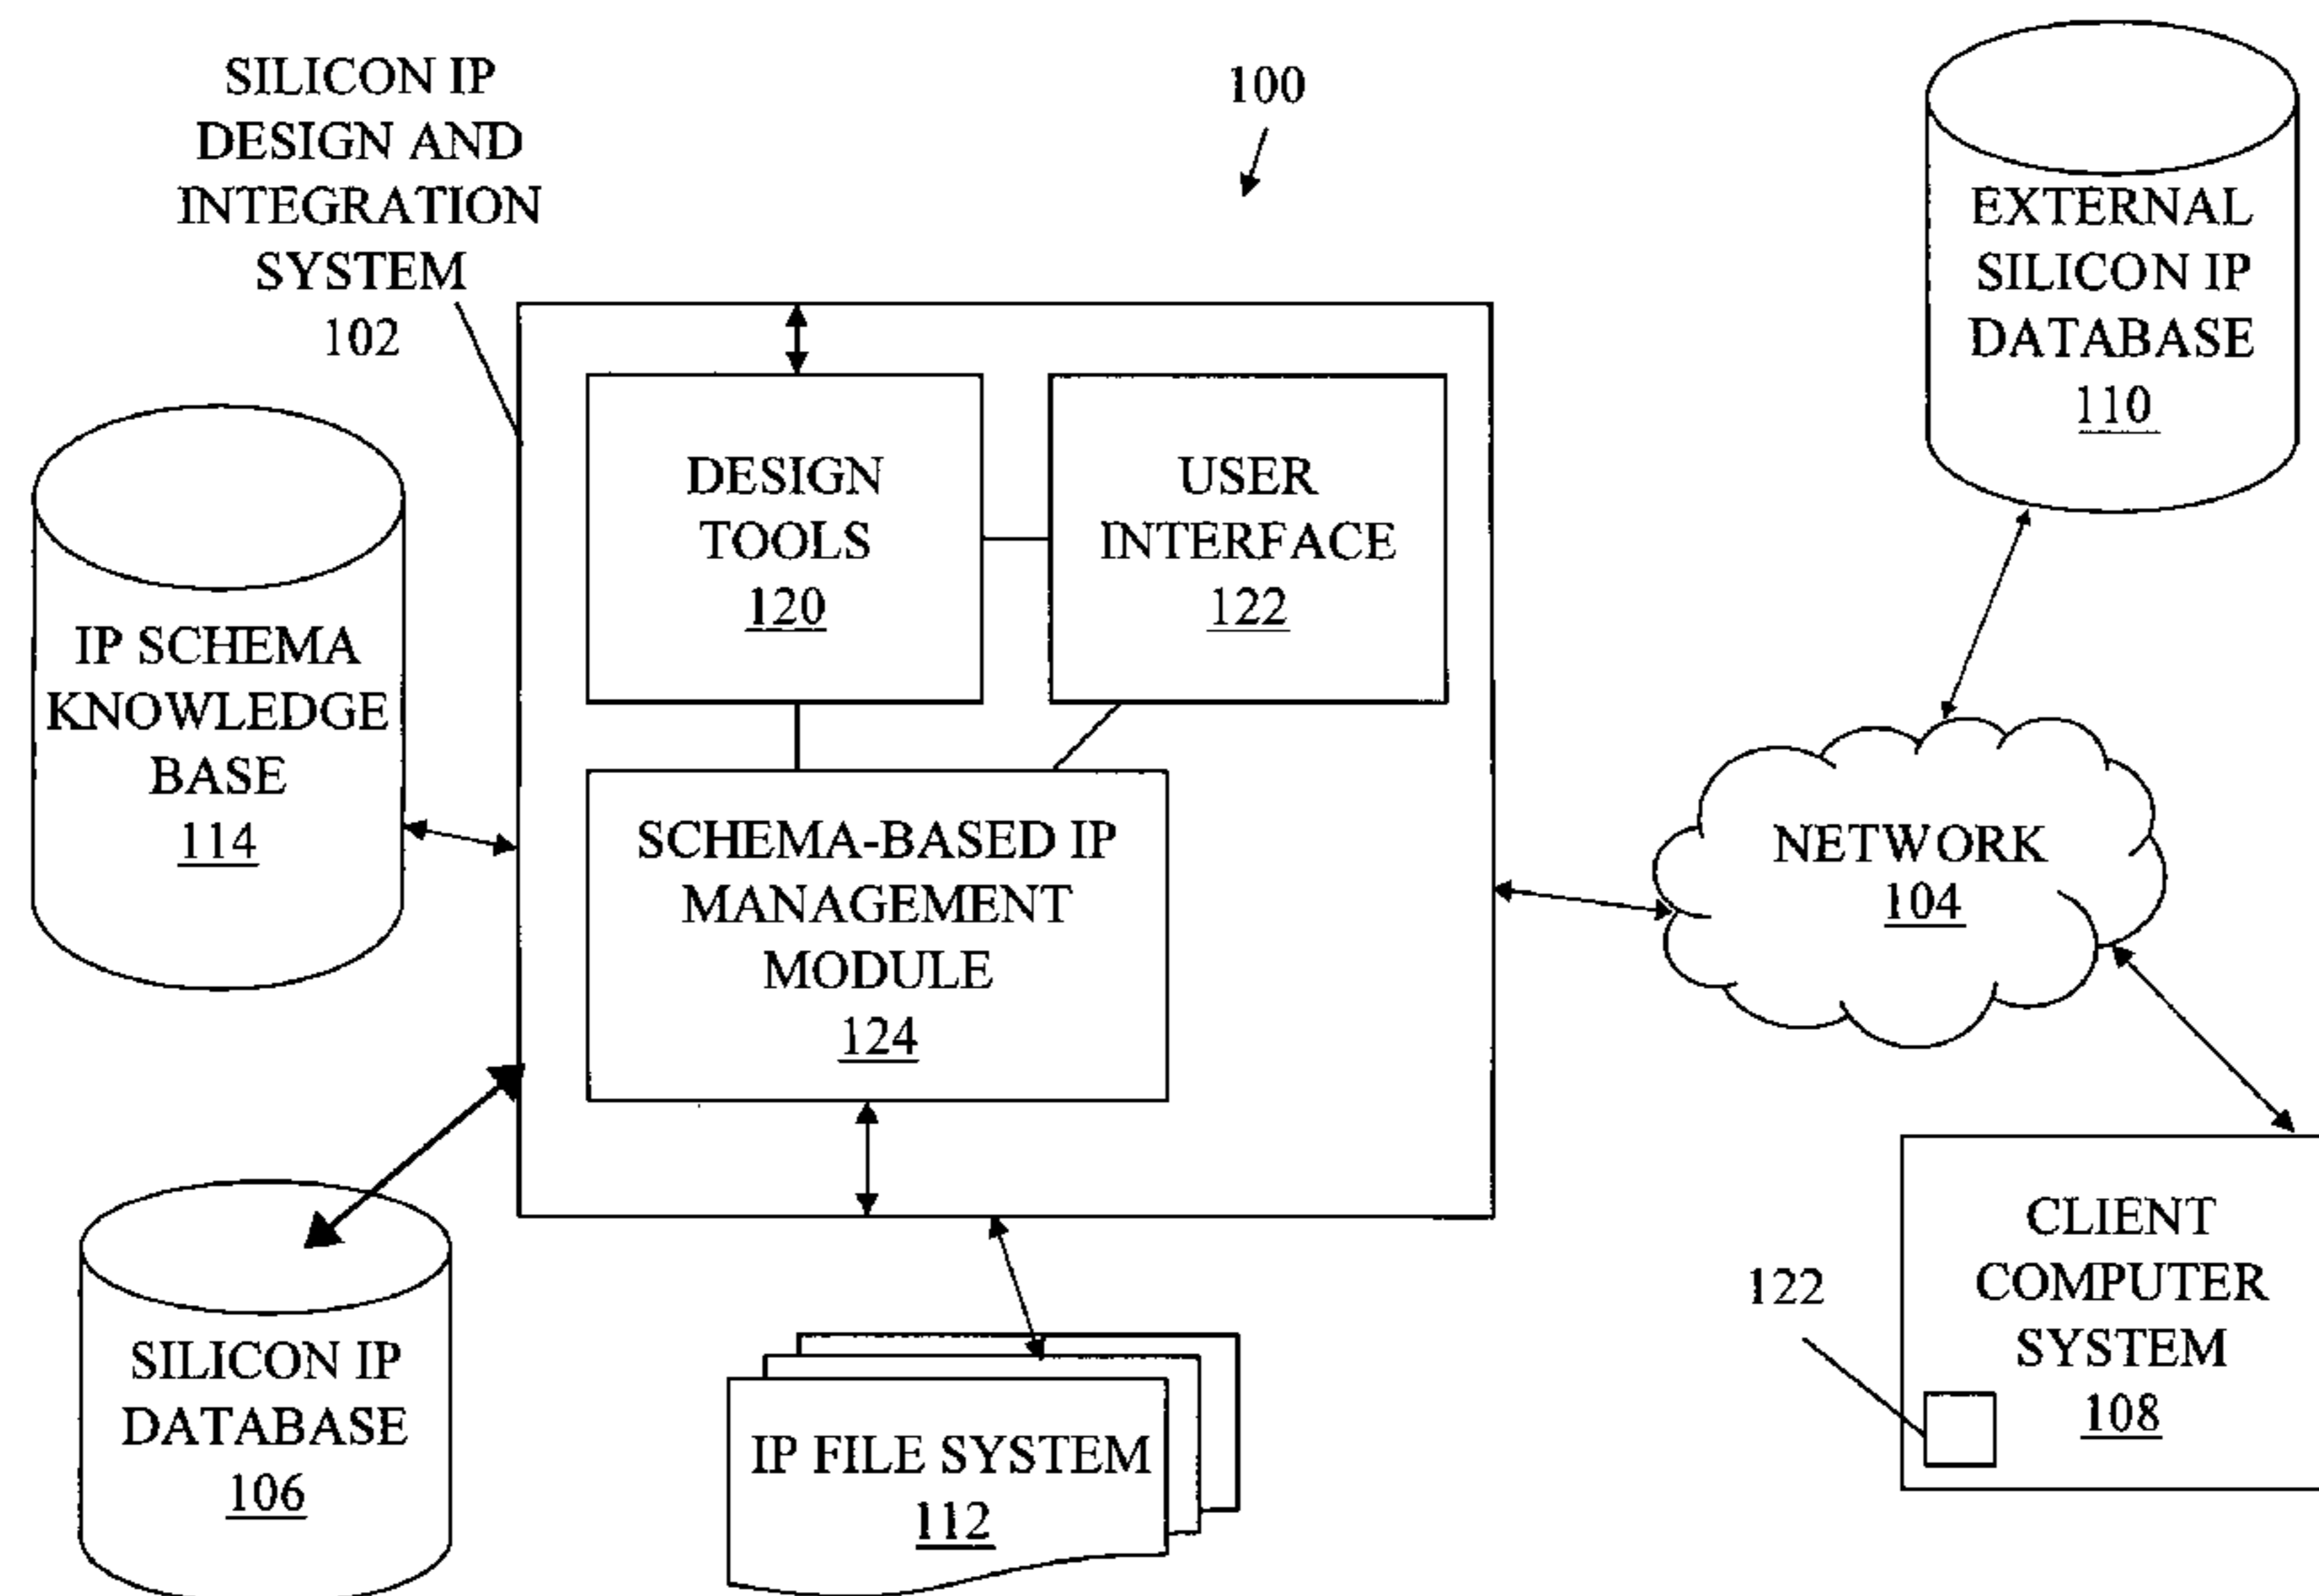 SILICON IP
DESIGN AND
INTEGRATION
SYSTEM
102
100
EXTERNAL
SILICON IP
DATABASE
110
DESIGN
TOOLS
120
USER
INTERFACE
122
IP SCHEMA
KNOWLEDGE
BASE
114
SCHEMA-BASED IP
MANAGEMENT
MODULE
124
NETWORK
104
SILICON IP
DATABASE
106
IP FILE SYSTEM
112
122
CLIENT
COMPUTER
SYSTEM
108